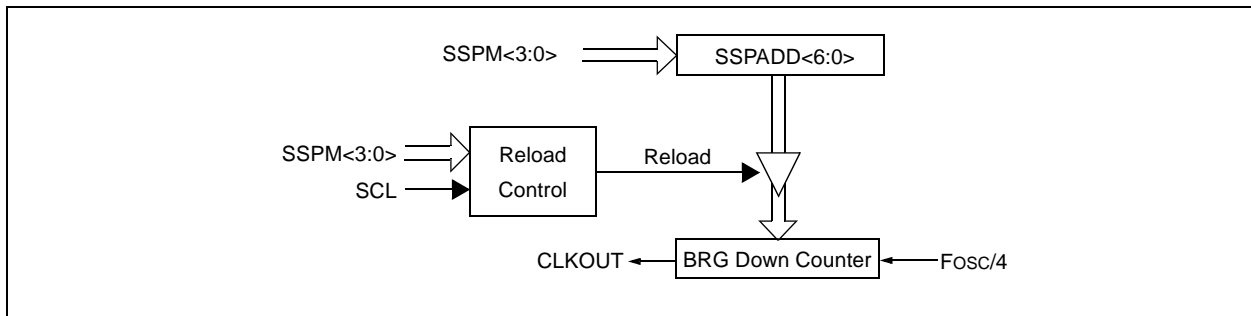 SSPM<3:0>
SSPADD<6:0>
SSPM<3:0>
SCL
Reload
Control
Reload
CLKOUT
BRG Down Counter
FOSC/4